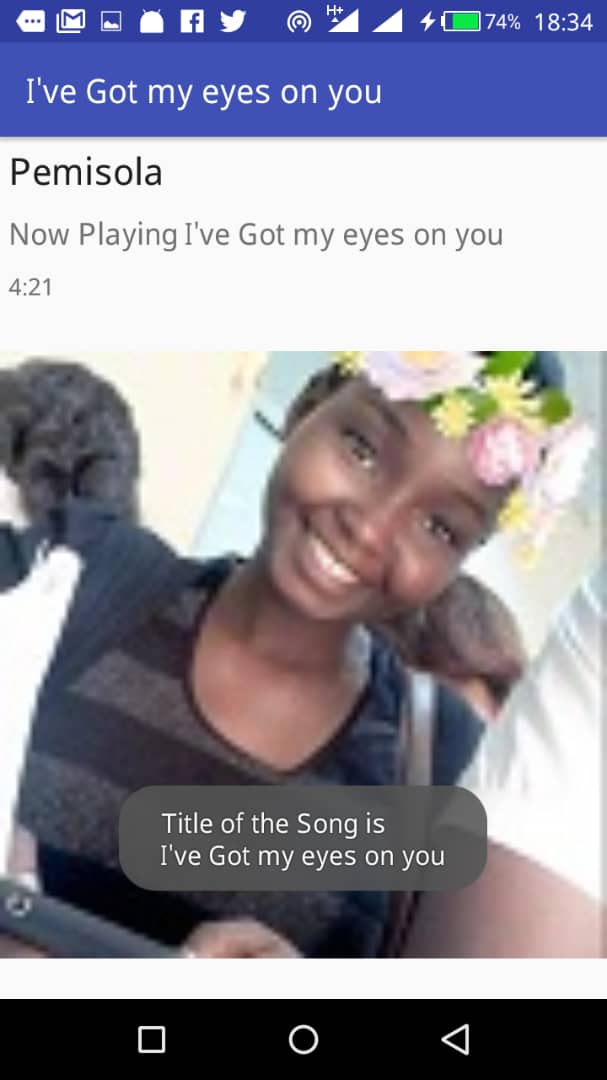 H+
74% 18:34
I've Got my eyes on you
Pemisola
Now Playing I've Got my eyes on you
4:21
Title of the Song is
I've Got my eyes on you